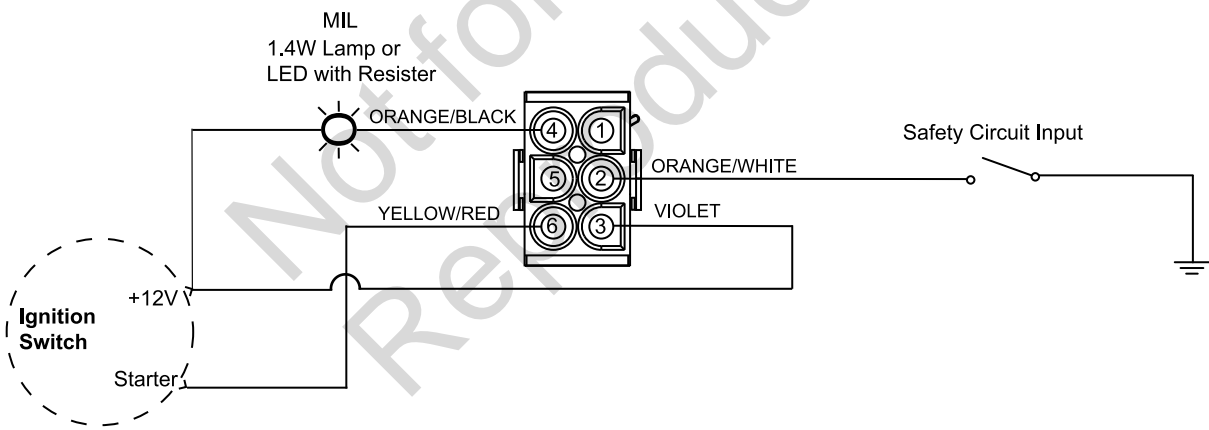 MIL
1.4W Lamp or
LED with Resister
ORANGE/BLACK
4
1
Safety Circuit Input
5
2
ORANGE/WHITE
YELLOW/RED
6
3
VIOLET
+12V
Ignition
Switch
Starter
Not for